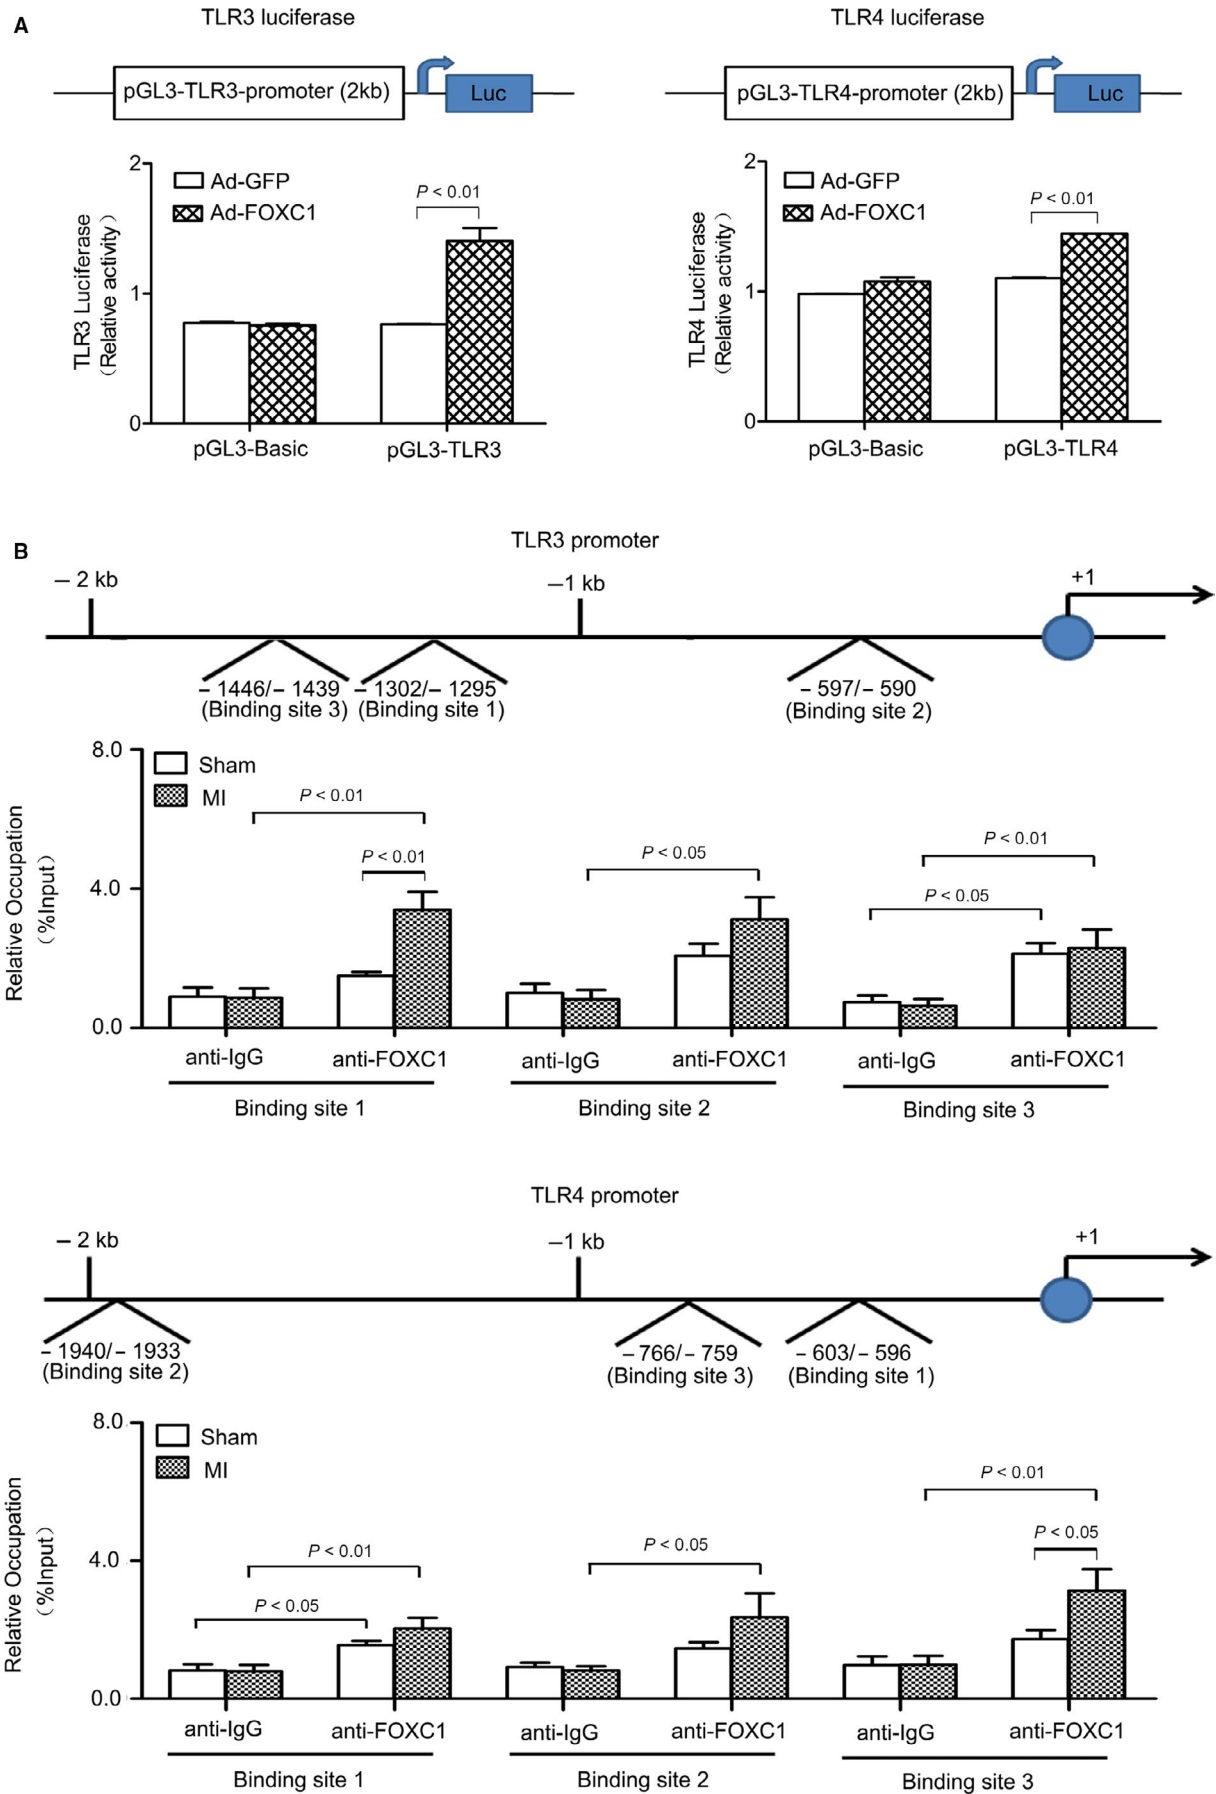 A
TLR3 luciferase
TLR4 luciferase
pGL3-TLR3-promoter (2kb)
Luc
pGL3-TLR4-promoter (2kb)
Luc
TLR3 Luciferase
(Relative activity)
2
1
0
Ad-GFP
Ad-FOXC1
P < 0.01
pGL3-Basic
pGL3-TLR3
TLR4 Luciferase
(Relative activity)
2
1
0
Ad-GFP
Ad-FOXC1
P < 0.01
pGL3-Basic
pGL3-TLR4
B
TLR3 promoter
– 2 kb
–1 kb
+1
– 1446/– 1439
(Binding site 3)
– 1302/– 1295
(Binding site 1)
– 597/– 590
(Binding site 2)
Relative Occupation
(%Input)
8.0
4.0
0.0
Sham
MI
P < 0.01
P < 0.01
P < 0.05
P < 0.01
P < 0.05
anti-IgG
anti-FOXC1
anti-IgG
anti-FOXC1
anti-IgG
anti-FOXC1
Binding site 1
Binding site 2
Binding site 3
TLR4 promoter
– 2 kb
–1 kb
+1
– 1940/– 1933
(Binding site 2)
– 766/– 759
(Binding site 3)
– 603/– 596
(Binding site 1)
Relative Occupation
(%Input)
8.0
4.0
0.0
Sham
MI
P < 0.01
P < 0.05
P < 0.05
P < 0.01
P < 0.05
anti-IgG
anti-FOXC1
anti-IgG
anti-FOXC1
anti-IgG
anti-FOXC1
Binding site 1
Binding site 2
Binding site 3